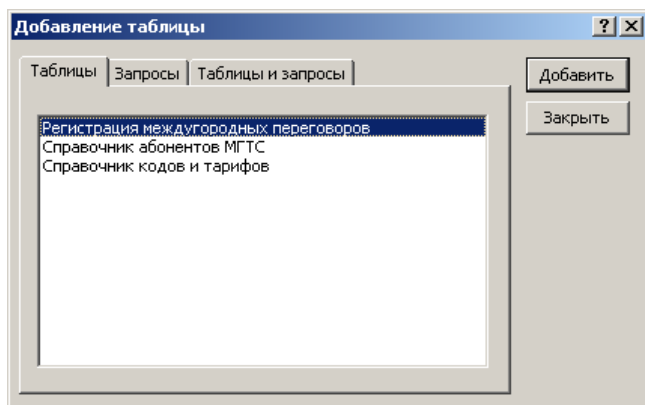 Добавление таблицы
Таблицы Запросы Таблицы и запросы
Добавить
Закрыть
Регистрация междугородных переговоров
Справочник абонентов МГТС
Справочник кодов и тарифов